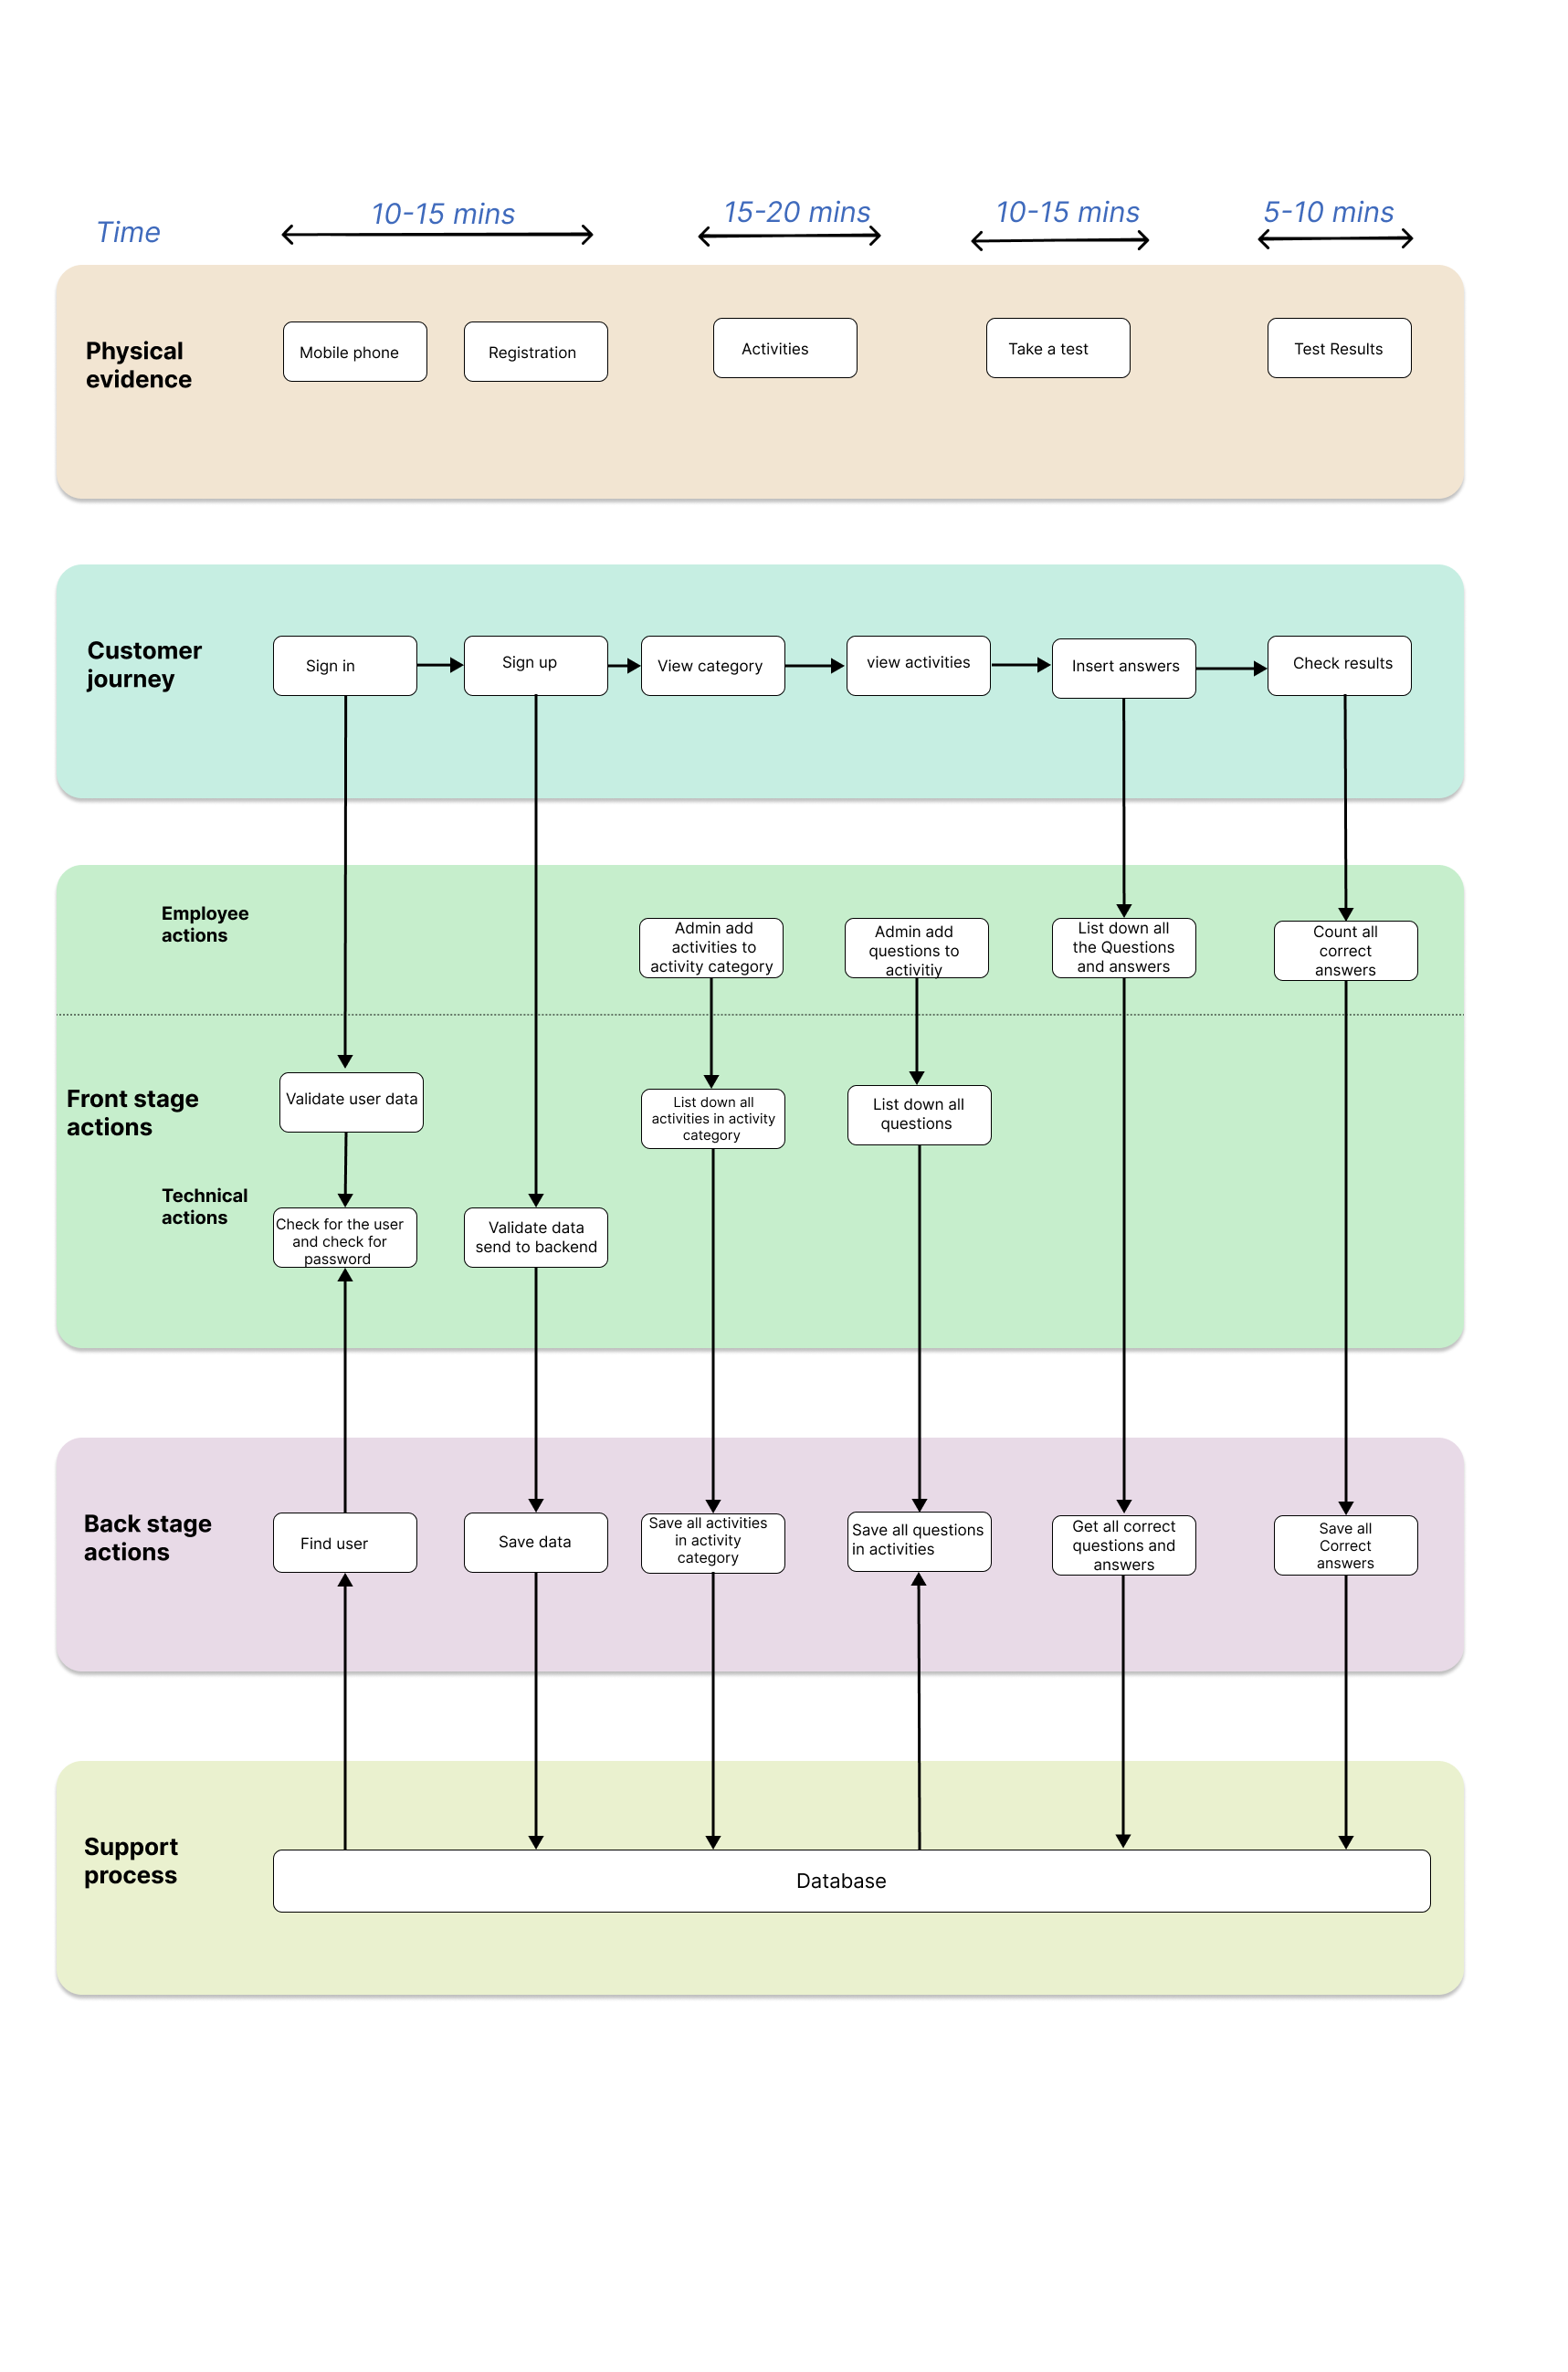 Time
10-15 mins
15-20 mins
10-15 mins
5-10 mins
Physical
evidence
Mobile phone
Registration
Activities
Take a test
Test Results
Customer
journey
Sign in
Sign up
View category
view activities
Insert answers
Check results
Employee
actions
Admin add
activities to
activity category
Admin add
questions to
activitiy
List down all
the Questions
and answers
Count all
correct
answers
Front stage
actions
Validate user data
List down all
activities in activity
category
List down all
questions
Technical
actions
Check for the user
and check for
password
Validate data
send to backend
Back stage
actions
Find user
Save data
Save all activities
in activity
category
Save all questions
in activities
Get all correct
questions and
answers
Save all
Correct
answers
Support
process
Database